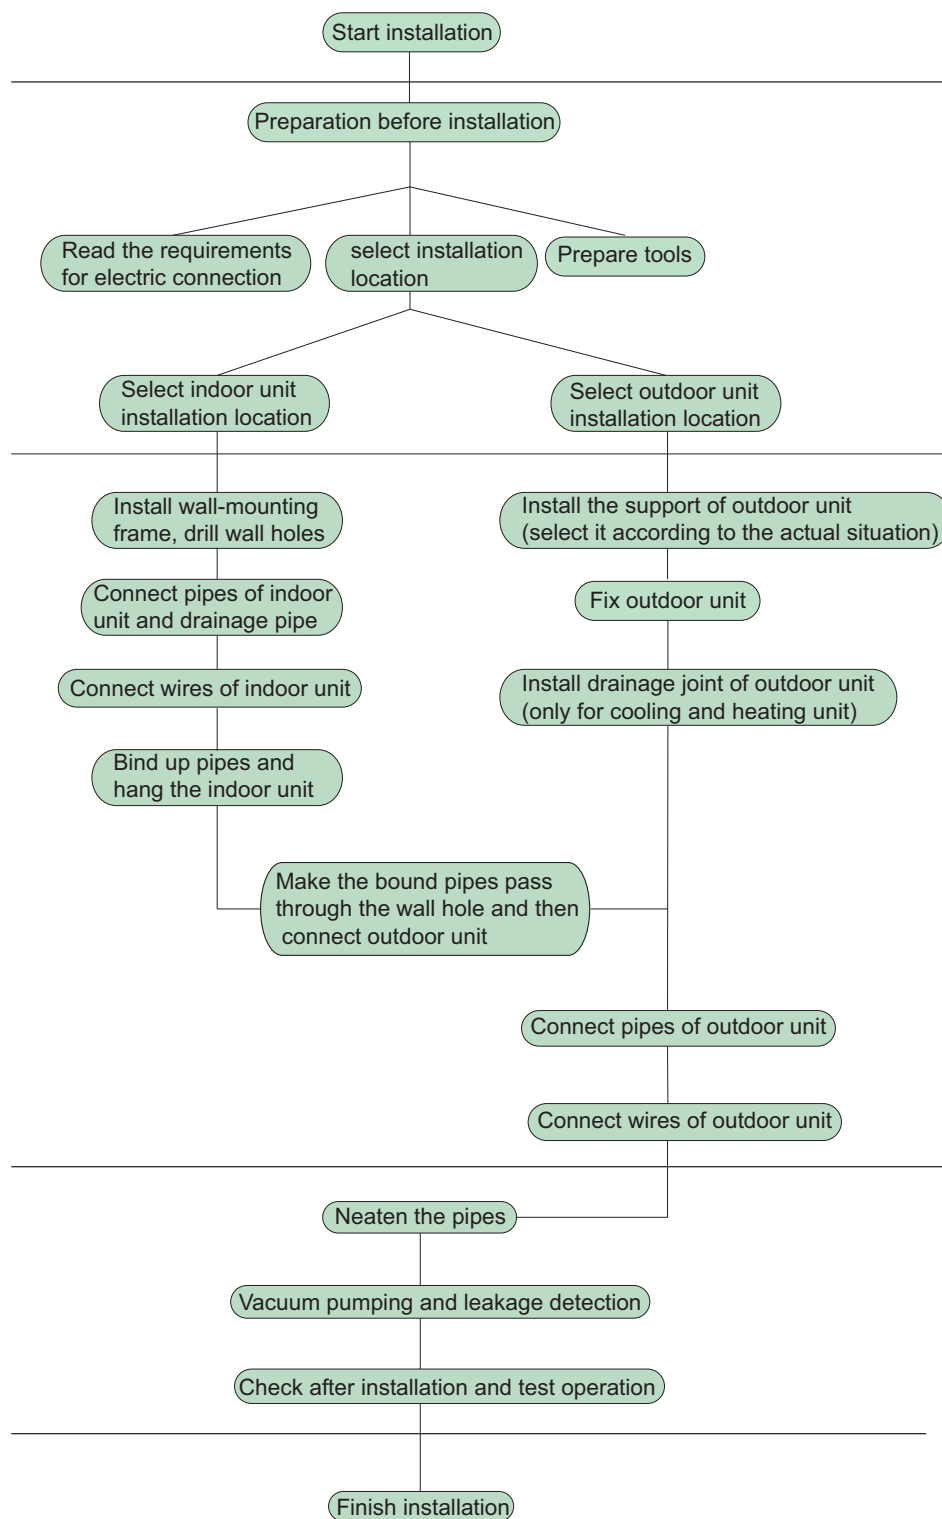 Start installation
Preparation before installation
Read the requirements
for electric connection
select installation
location
Prepare tools
Select indoor unit
installation location
Select outdoor unit
installation location
Install wall-mounting
frame, drill wall holes
Install the support of outdoor unit
(select it according to the actual situation)
Connect pipes of indoor
unit and drainage pipe
Fix outdoor unit
Connect wires of indoor unit
Install drainage joint of outdoor unit
(only for cooling and heating unit)
Bind up pipes and
hang the indoor unit
Make the bound pipes pass
through the wall hole and then
connect outdoor unit
Connect pipes of outdoor unit
Connect wires of outdoor unit
Neaten the pipes
Vacuum pumping and leakage detection
Check after installation and test operation
Finish installation